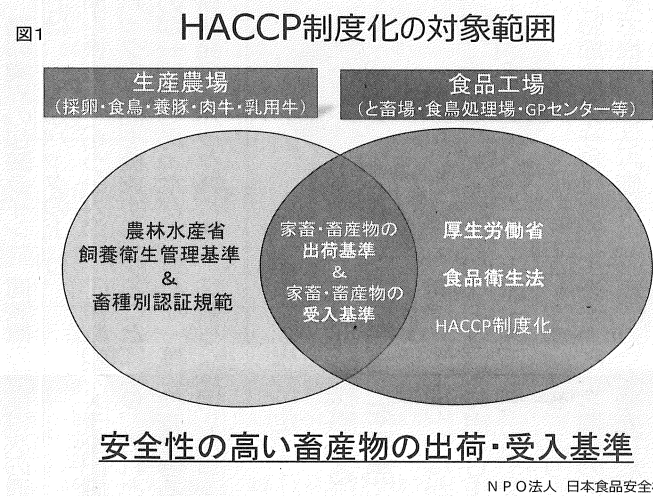 図1
HACCP制度化の対象範囲
生産農場
（採卵・食鳥・養豚・肉牛・乳用牛）
食品工場
（と畜場・食鳥処理場・GPセンター等）
農林水産省
飼養衛生管理基準
&
畜種別認証規範
家畜・畜産物の
出荷基準
&
家畜・畜産物の
受入基準
厚生労働省
食品衛生法
HACCP制度化
安全性の高い畜産物の出荷・受入基準
ＮＰＯ法人 日本食品安全